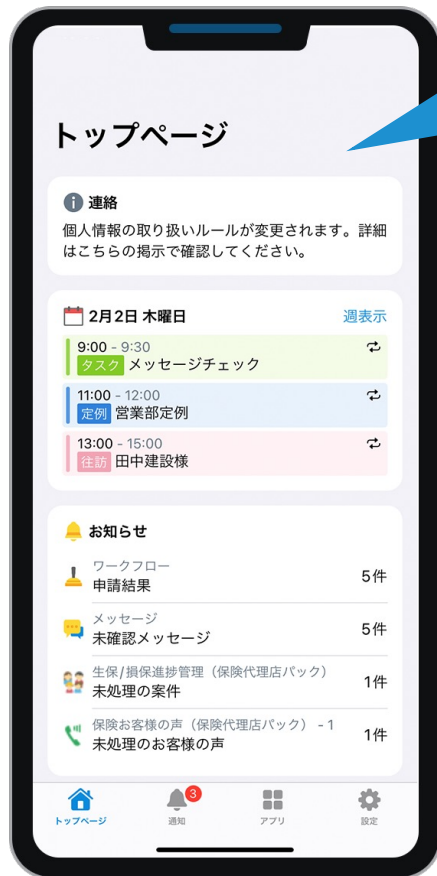 トップページ
連絡
個人情報の取り扱いルールが変更されます。詳細
はこちらの掲示で確認してください。
2月2日 木曜日 週表示
9:00 - 9:30
タスク メッセージチェック
11:00 - 12:00
定例 営業部定例
13:00 - 15:00
往訪 田中建設様
お知らせ
ワークフロー
申請結果 5件
メッセージ
未確認メッセージ 5件
生保/損保進捗管理（保険代理店パック）
未処理の案件 1件
保険お客様の声（保険代理店パック） - 1
未処理のお客様の声 1件
3
トップページ 通知 アプリ 設定